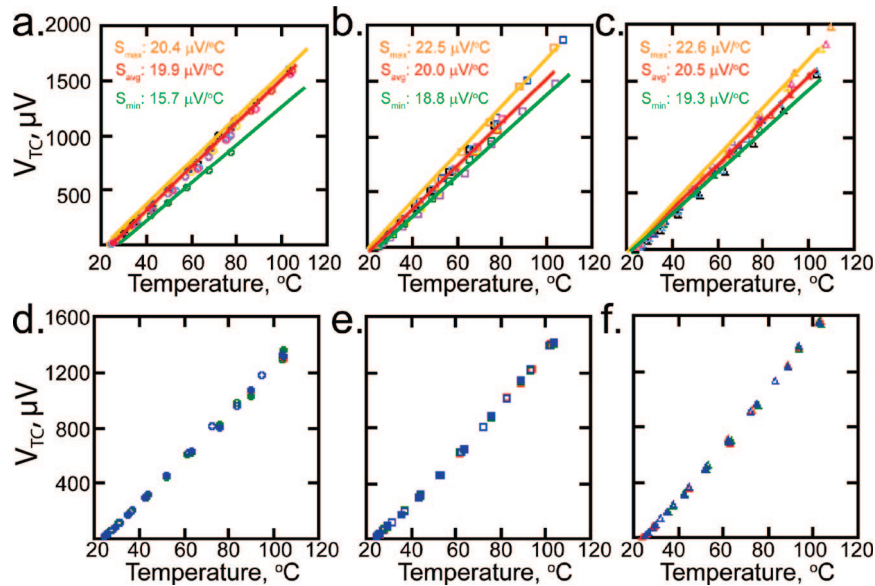 a. b. c.
2000
1500
1000
500
V_TC, μV
S_max: 20.4 μV/°C
S_avg: 19.9 μV/°C
S_min: 15.7 μV/°C
S_max: 22.5 μV/°C
S_avg: 20.0 μV/°C
S_min: 18.8 μV/°C
S_max: 22.6 μV/°C
S_avg: 20.5 μV/°C
S_min: 19.3 μV/°C
20 40 60 80 100 120
20 40 60 80 100 120
20 40 60 80 100 120
Temperature, °C
Temperature, °C
Temperature, °C
d. e. f.
1600
1200
800
400
V_TC, μV
20 40 60 80 100 120
20 40 60 80 100 120
20 40 60 80 100 120
Temperature, °C
Temperature, °C
Temperature, °C